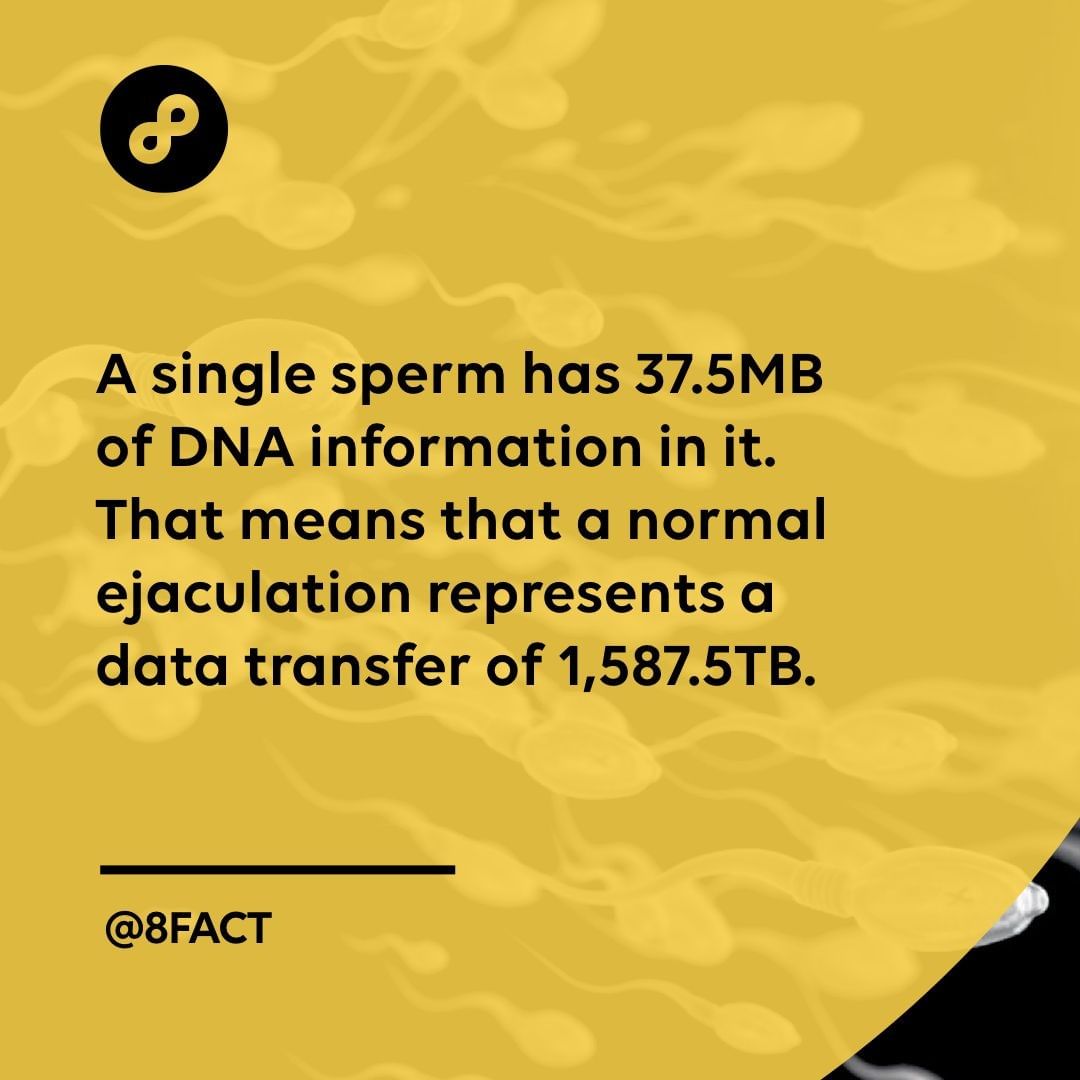 A single sperm has 37.5MB
of DNA information in it.
That means that a normal
ejaculation represents a
data transfer of 1,587.5TB.
@8FACT